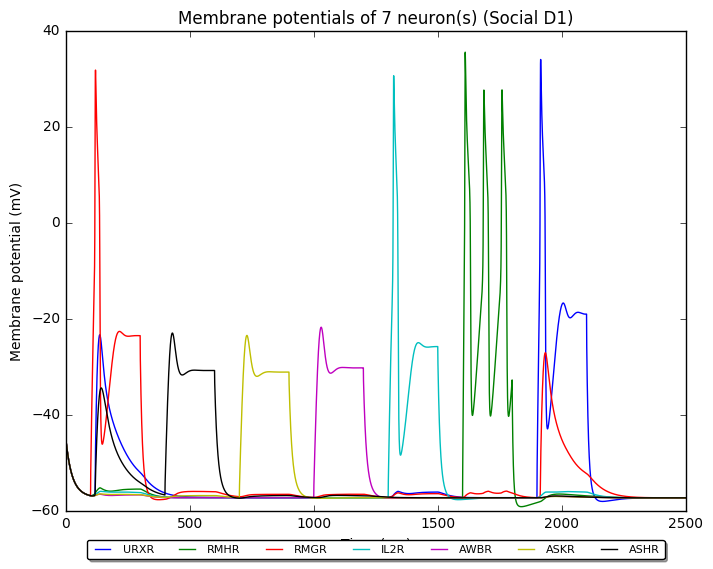 Membrane potentials of 7 neuron(s) (Social D1)
40
20
0
−20
−40
−60
Membrane potential (mV)
0 500 1000 1500 2000 2500
URXR RMHR RMGR IL2R AWBR ASKR ASHR